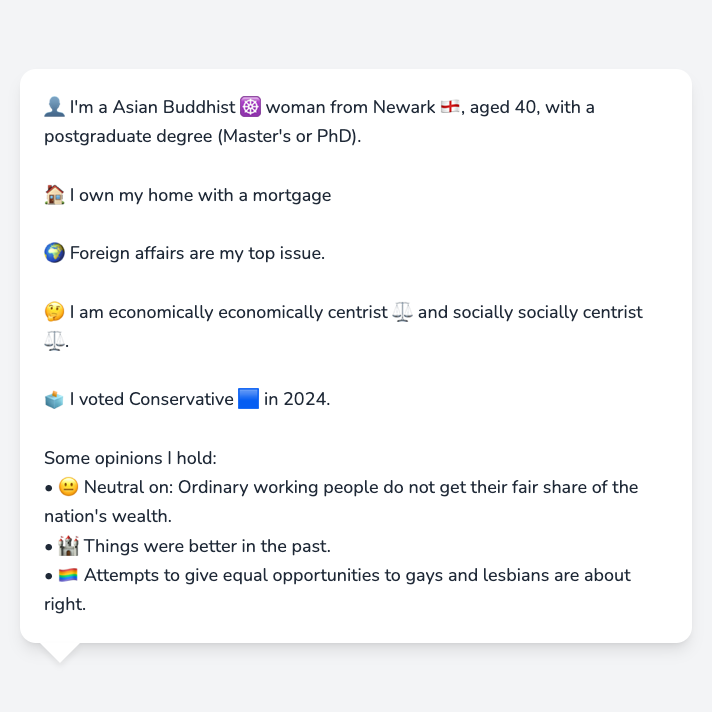 👤 I'm a Asian Buddhist ☸️ woman from Newark 🏴󠁧󠁢󠁥󠁮󠁧󠁿, aged 40, with a
postgraduate degree (Master's or PhD).
🏠 I own my home with a mortgage
🌍 Foreign affairs are my top issue.
🤔 I am economically economically centrist ⚖️ and socially socially centrist
⚖️.
🗳️ I voted Conservative 🟦 in 2024.
Some opinions I hold:
• 😐 Neutral on: Ordinary working people do not get their fair share of the
nation's wealth.
• 🏰 Things were better in the past.
• 🏳️‍🌈 Attempts to give equal opportunities to gays and lesbians are about
right.